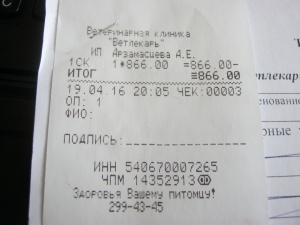 Ветеринарная клиника
"Ветлекарь"
ИП Арзамасцева А.Е.
1СК 1*866.00 =866.00-
ИТОГ ≡866.00
19.04.16 20:05 ЧЕК:00003
ОП: 1
ФИО:
ПОДПИСЬ:
ИНН 540670007265
ЧПМ 14352913
Здоровья Вашему питомцу!
299-43-45